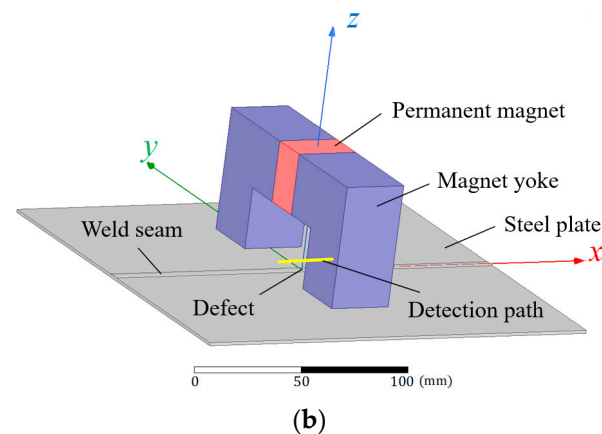 z
Permanent magnet
y
Magnet yoke
Weld seam
Steel plate
x
Defect
Detection path
0 50 100 (mm)
(b)